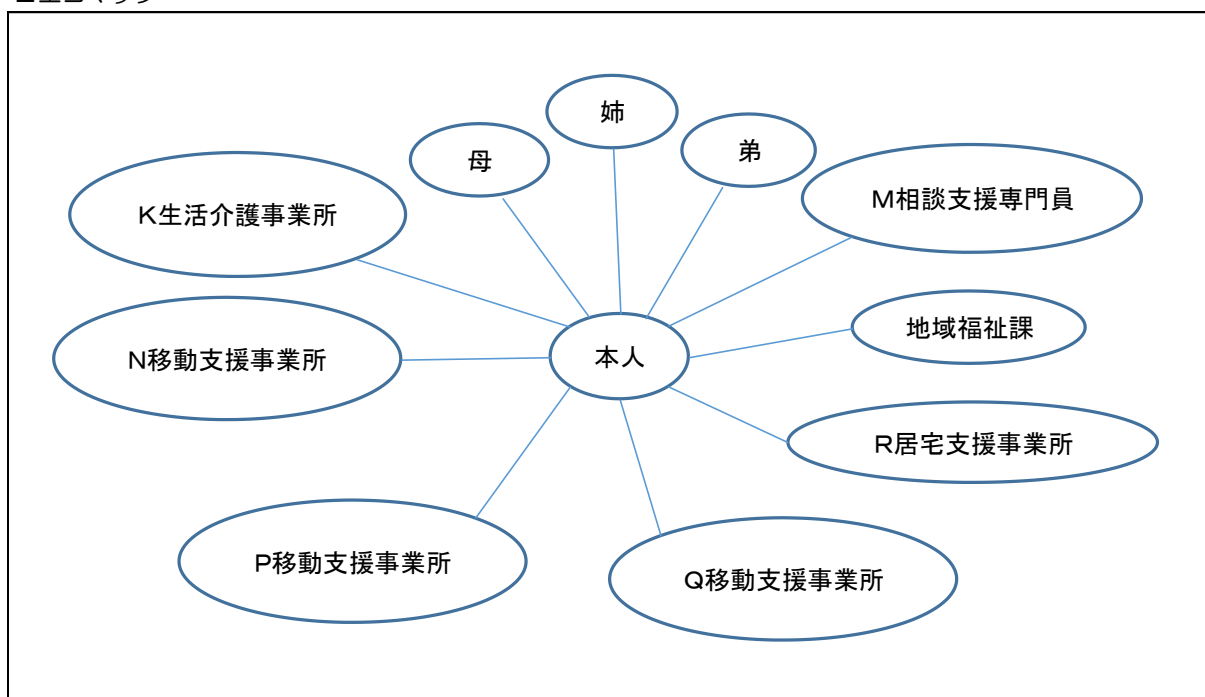 姉
母
弟
K生活介護事業所
M相談支援専門員
地域福祉課
N移動支援事業所
本人
R居宅支援事業所
P移動支援事業所
Q移動支援事業所